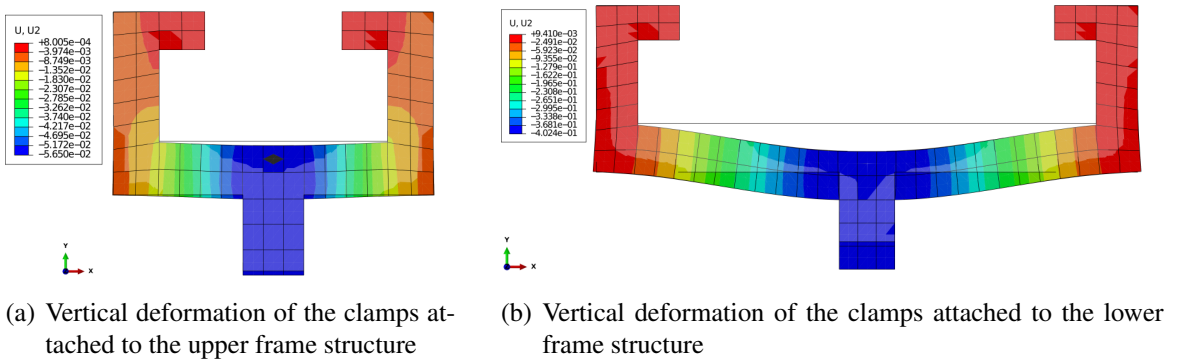 U, U2
+8.005e-04
−3.974e-03
−8.749e-03
−1.352e-02
−1.830e-02
−2.307e-02
−2.785e-02
−3.262e-02
−3.740e-02
−4.217e-02
−4.695e-02
−5.172e-02
−5.650e-02
Y
X
U, U2
+9.410e-03
−2.491e-02
−5.923e-02
−9.355e-02
−1.279e-01
−1.622e-01
−1.965e-01
−2.308e-01
−2.651e-01
−2.995e-01
−3.338e-01
−3.681e-01
−4.024e-01
Y
X
(a) Vertical deformation of the clamps at-
tached to the upper frame structure
(b) Vertical deformation of the clamps attached to the lower
frame structure